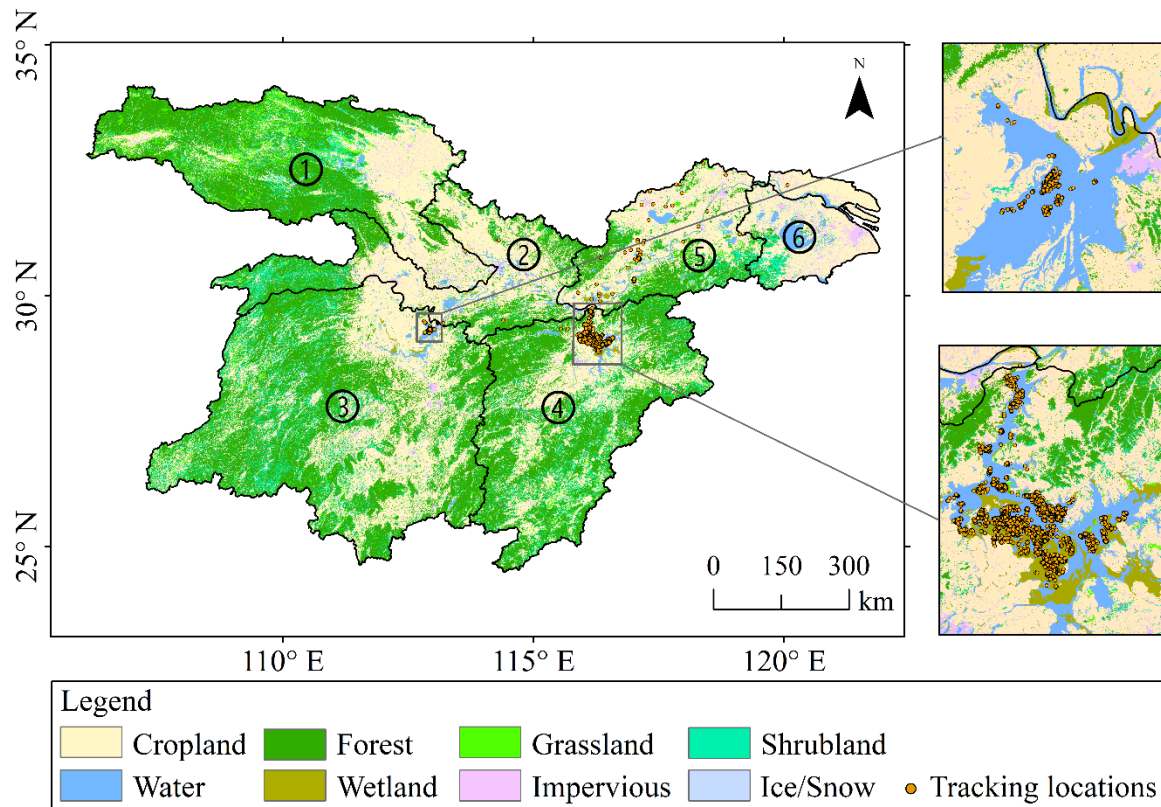 35° N
30° N
25° N
N
①
②
③
④
⑤
⑥
0 150 300
km
110° E 115° E 120° E
Legend
Cropland Forest Grassland Shrubland
Water Wetland Impervious Ice/Snow Tracking locations